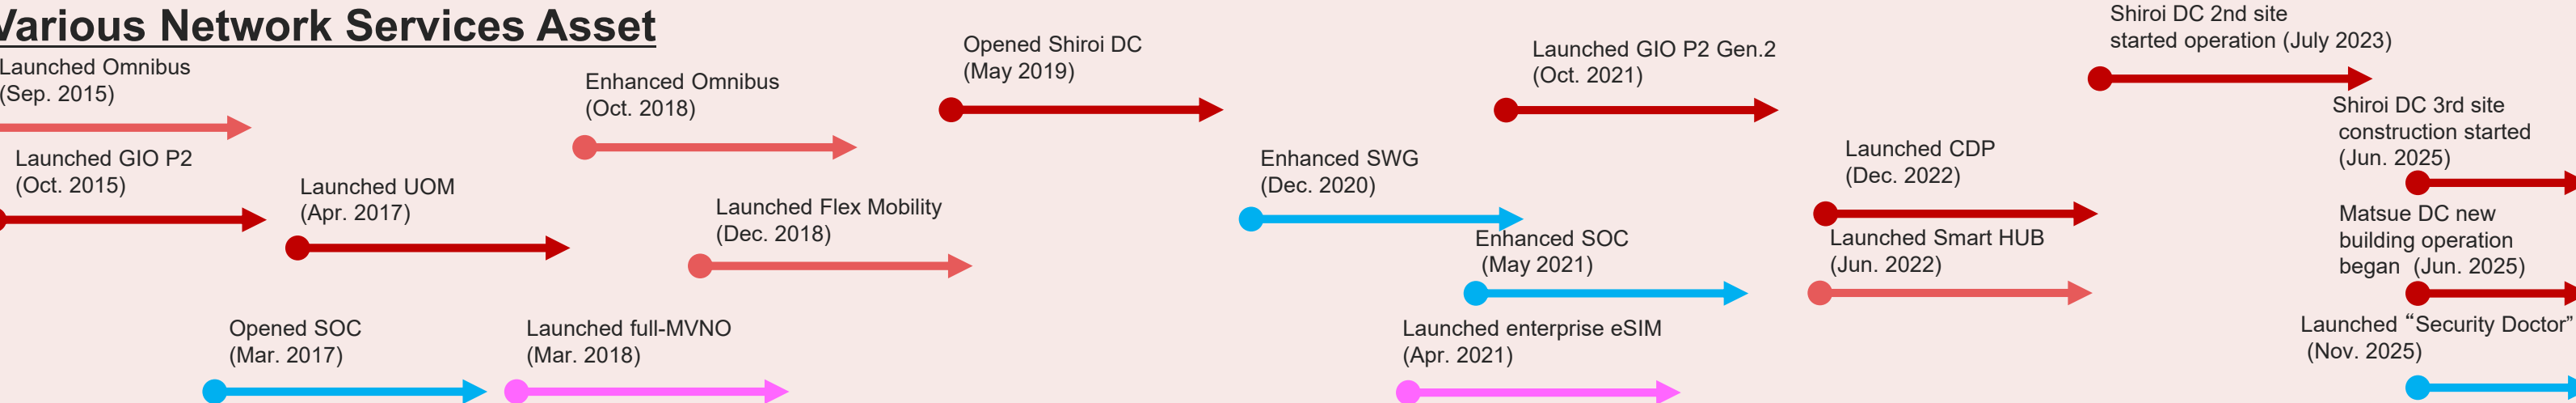 Various Network Services Asset
Launched Omnibus
(Sep. 2015)
Launched GIO P2
(Oct. 2015)
Launched UOM
(Apr. 2017)
Opened SOC
(Mar. 2017)
Launched full-MVNO
(Mar. 2018)
Enhanced Omnibus
(Oct. 2018)
Launched Flex Mobility
(Dec. 2018)
Opened Shiroi DC
(May 2019)
Enhanced SWG
(Dec. 2020)
Launched GIO P2 Gen.2
(Oct. 2021)
Enhanced SOC
(May 2021)
Launched enterprise eSIM
(Apr. 2021)
Launched CDP
(Dec. 2022)
Launched Smart HUB
(Jun. 2022)
Shiroi DC 2nd site
started operation (July 2023)
Shiroi DC 3rd site
construction started
(Jun. 2025)
Matsue DC new
building operation
began (Jun. 2025)
Launched “Security Doctor”
(Nov. 2025)